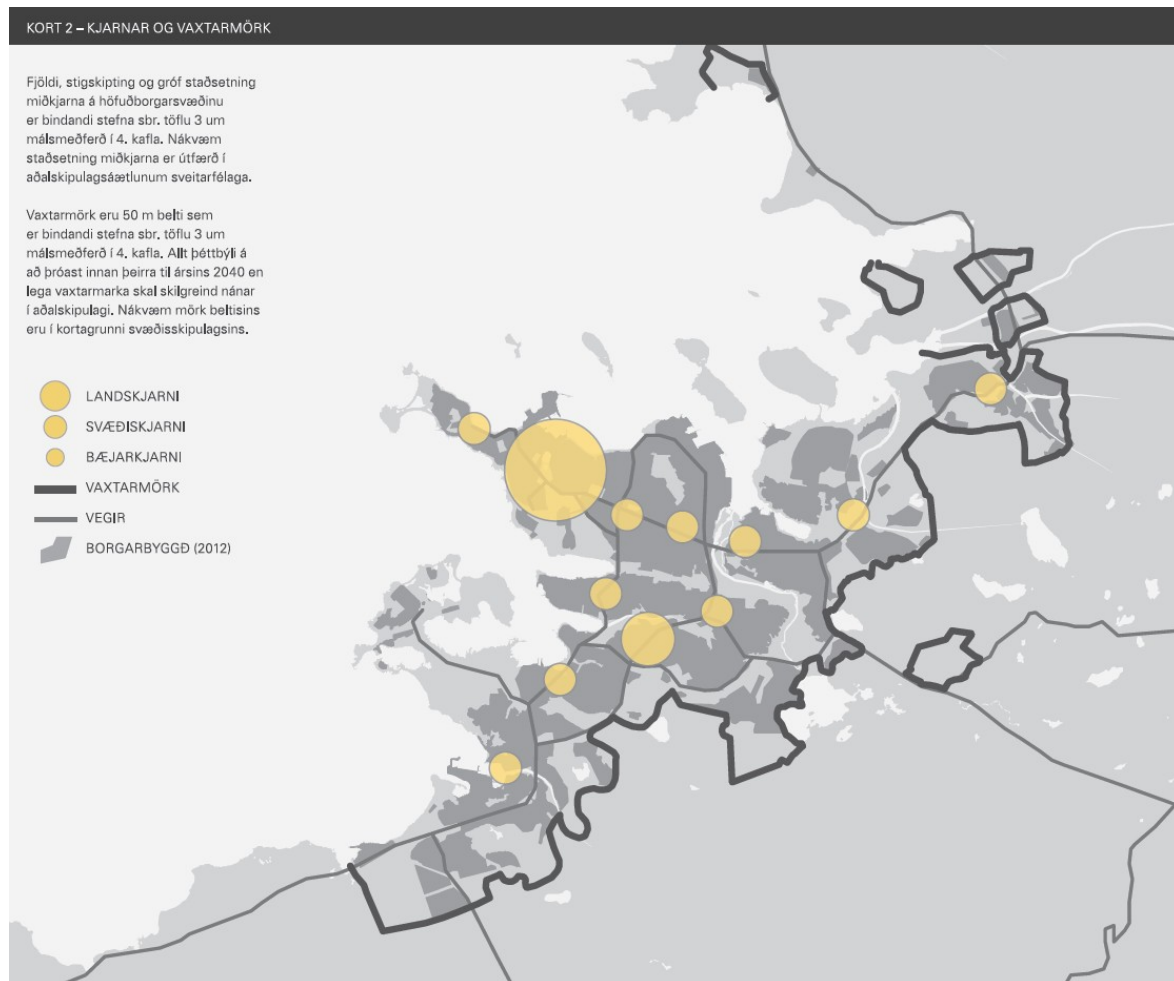 KORT 2 – KJARNAR OG VAXTARMÖRK
Fjöldi, stigskipting og gróf staðsetning
miðkjarna á höfuðborgarsvæðinu
er bindandi stefna sbr. töflu 3 um
málsmeðferð í 4. kafla. Nákvæm
staðsetning miðkjarna er útfærð í
aðalskipulagsáætlunum sveitarfélaga.
Vaxtarmörk eru 50 m belti sem
er bindandi stefna sbr. töflu 3 um
málsmeðferð í 4. kafla. Allt þéttbýli á
að þróast innan þeirra til ársins 2040 en
lega vaxtarmarka skal skilgreind nánar
í aðalskipulagi. Nákvæm mörk beltisins
eru í kortagrunni svæðisskipulagsins.
LANDSKJARNI
SVÆÐISKJARNI
BÆJARKJARNI
VAXTARMÖRK
VEGIR
BORGARBYGGÐ (2012)